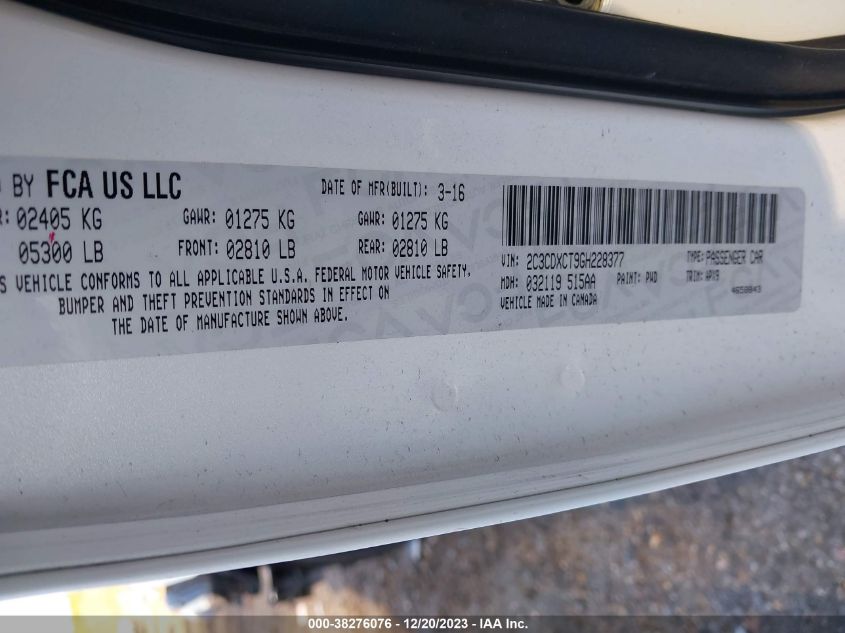 BY FCA US LLC
DATE OF MFR(BUILT): 3-16
02405 KG GAWR: 01275 KG GAWR: 01275 KG
05300 LB FRONT: 02810 LB REAR: 02810 LB
VEHICLE CONFORMS TO ALL APPLICABLE U.S.A. FEDERAL MOTOR VEHICLE SAFETY,
BUMPER AND THEFT PREVENTION STANDARDS IN EFFECT ON
THE DATE OF MANUFACTURE SHOWN ABOVE.
VIN: 2C3CDXCT9GH228377 TYPE: PASSENGER CAR
MDH: 032119 515AA PAINT: PWD TRIM: APX9
VEHICLE MADE IN CANADA 4658843
000-38276076 - 12/20/2023 - IAA Inc.